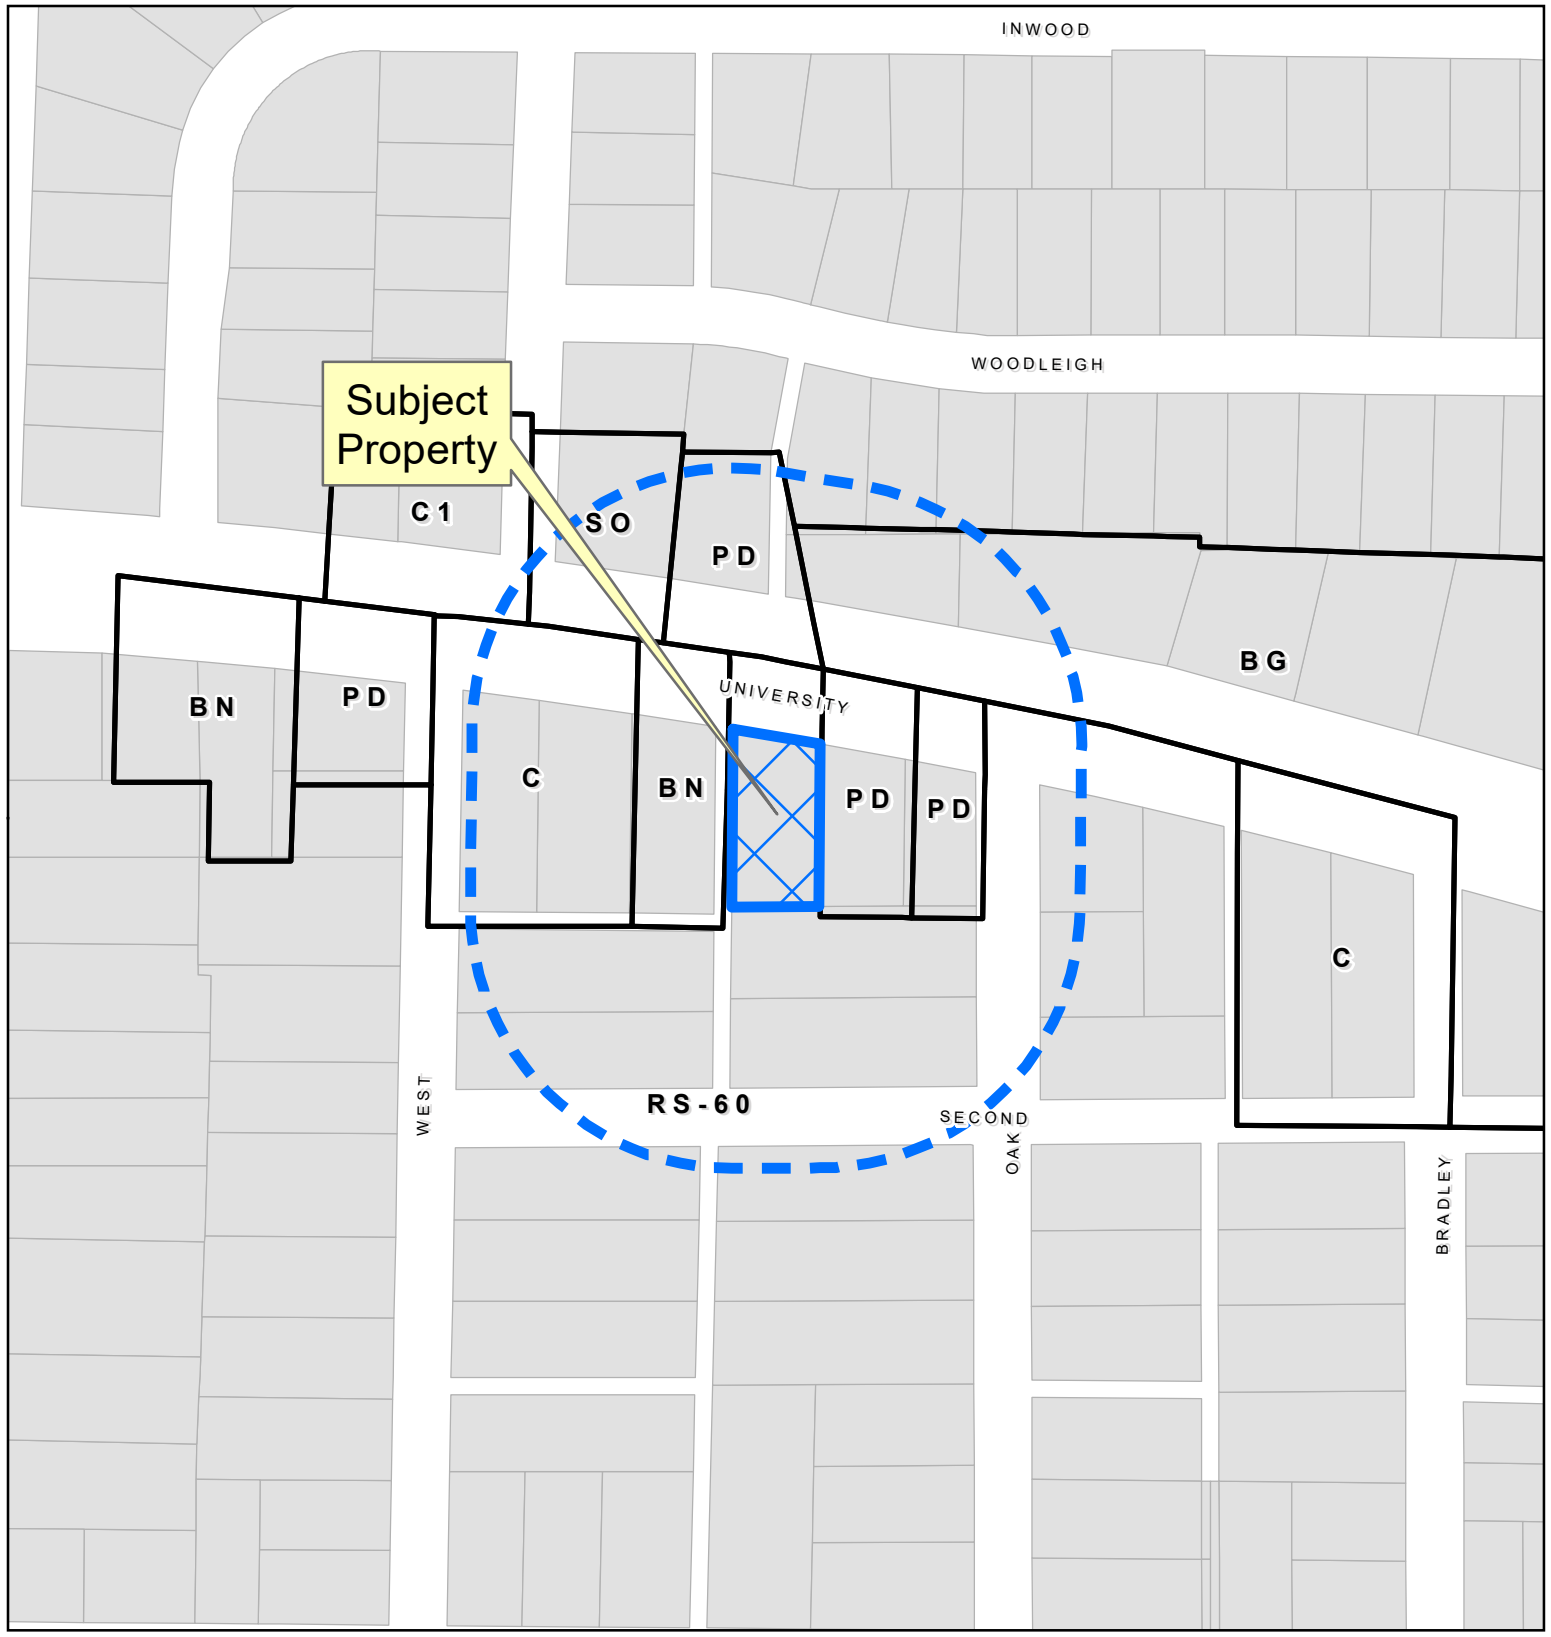 INWOOD
WOODLEIGH
Subject
Property
C1
SO
PD
BG
UNIVERSITY
BN
PD
C
BN
PD
PD
C
WEST
RS-60
SECOND
OAK
BRADLEY